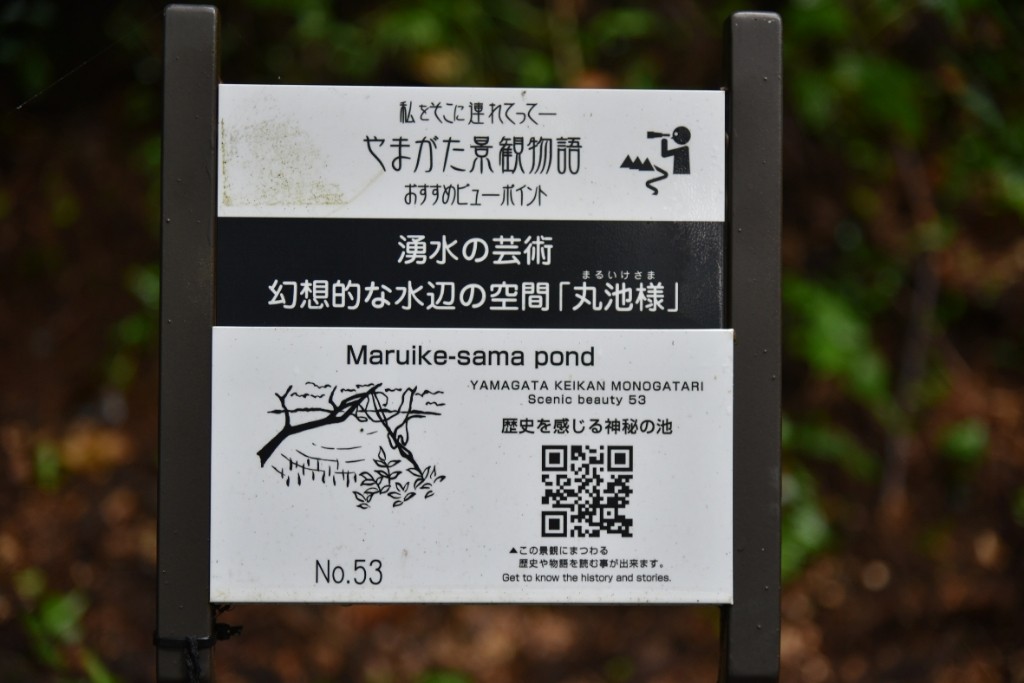 私をそこに連れてって―
やまがた景観物語
おすすめビューポイント
湧水の芸術
まるいけさま
幻想的な水辺の空間「丸池様」
Maruike-sama pond
YAMAGATA KEIKAN MONOGATARI
Scenic beauty 53
歴史を感じる神秘の池
▲この景観にまつわる
歴史や物語を読む事が出来ます。
Get to know the history and stories.
No.53